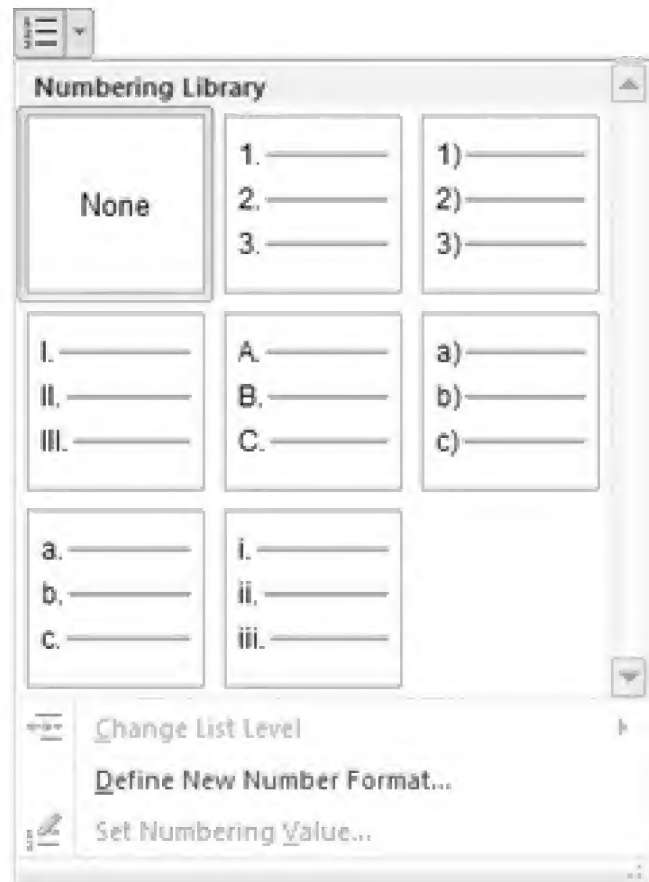 Numbering Library
None
1.
2.
3.
1)
2)
3)
I.
II.
III.
A.
B.
C.
a)
b)
c)
a.
b.
c.
i.
ii.
iii.
Change List Level
Define New Number Format...
Set Numbering Value...